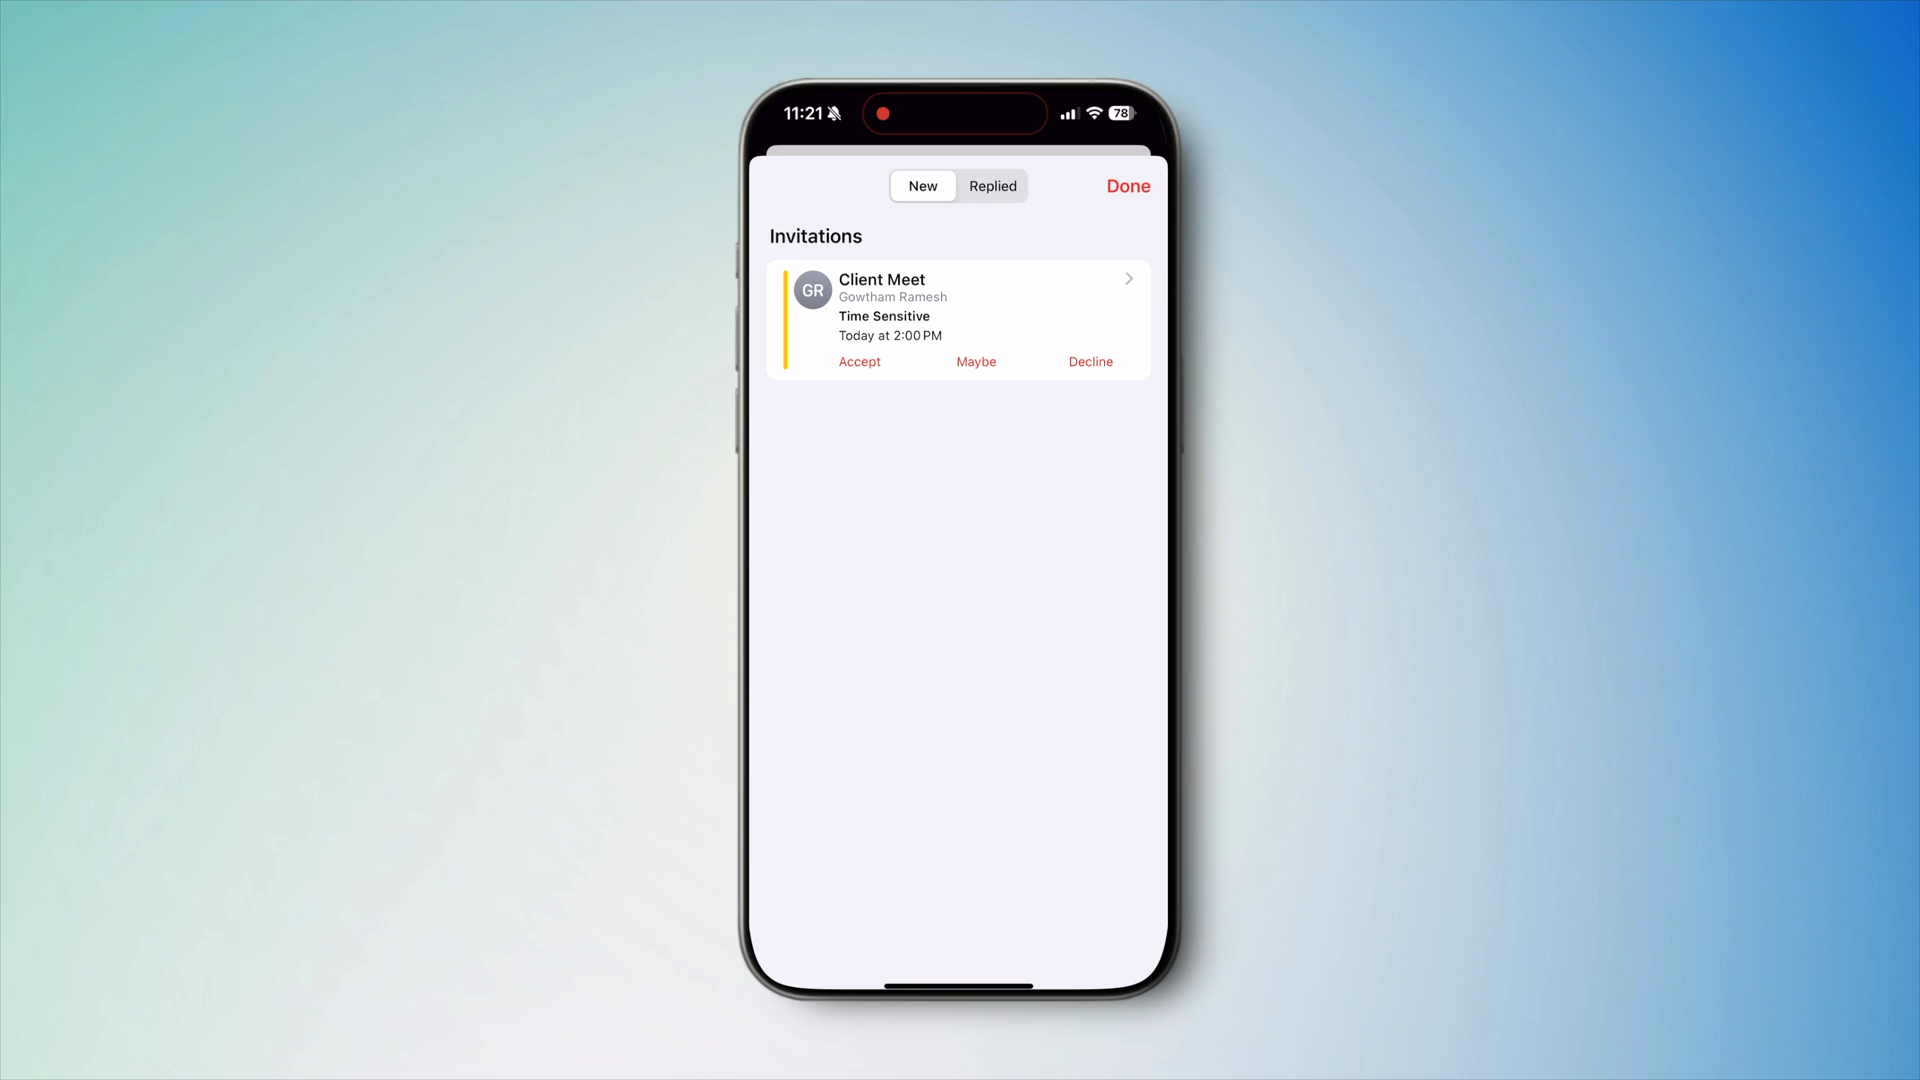 11:21
78
New
Replied
Done
Invitations
GR
Client Meet
Gowtham Ramesh
Time Sensitive
Today at 2:00 PM
Accept
Maybe
Decline